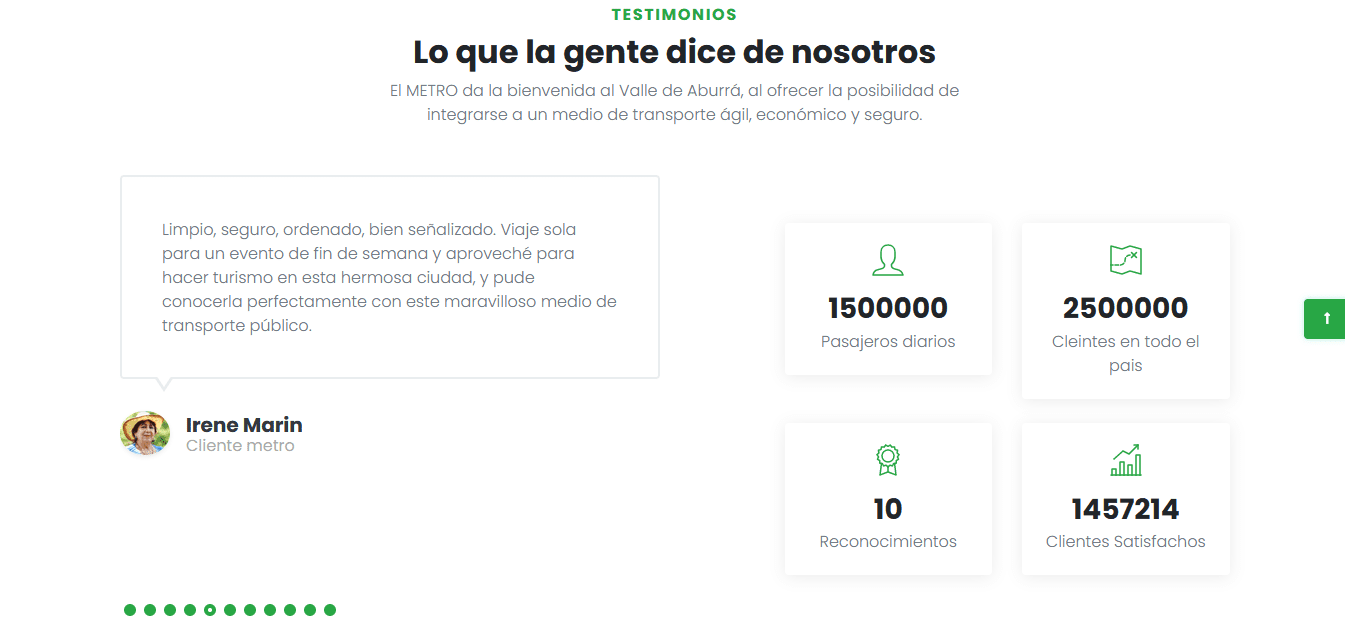 TESTIMONIOS
Lo que la gente dice de nosotros
El METRO da la bienvenida al Valle de Aburrá, al ofrecer la posibilidad de
integrarse a un medio de transporte ágil, económico y seguro.
Limpio, seguro, ordenado, bien señalizado. Viaje sola
para un evento de fin de semana y aproveché para
hacer turismo en esta hermosa ciudad, y pude
conocerla perfectamente con este maravilloso medio de
transporte público.
Irene Marin
Cliente metro
1500000
Pasajeros diarios
2500000
Cleintes en todo el
pais
10
Reconocimientos
1457214
Clientes Satisfachos